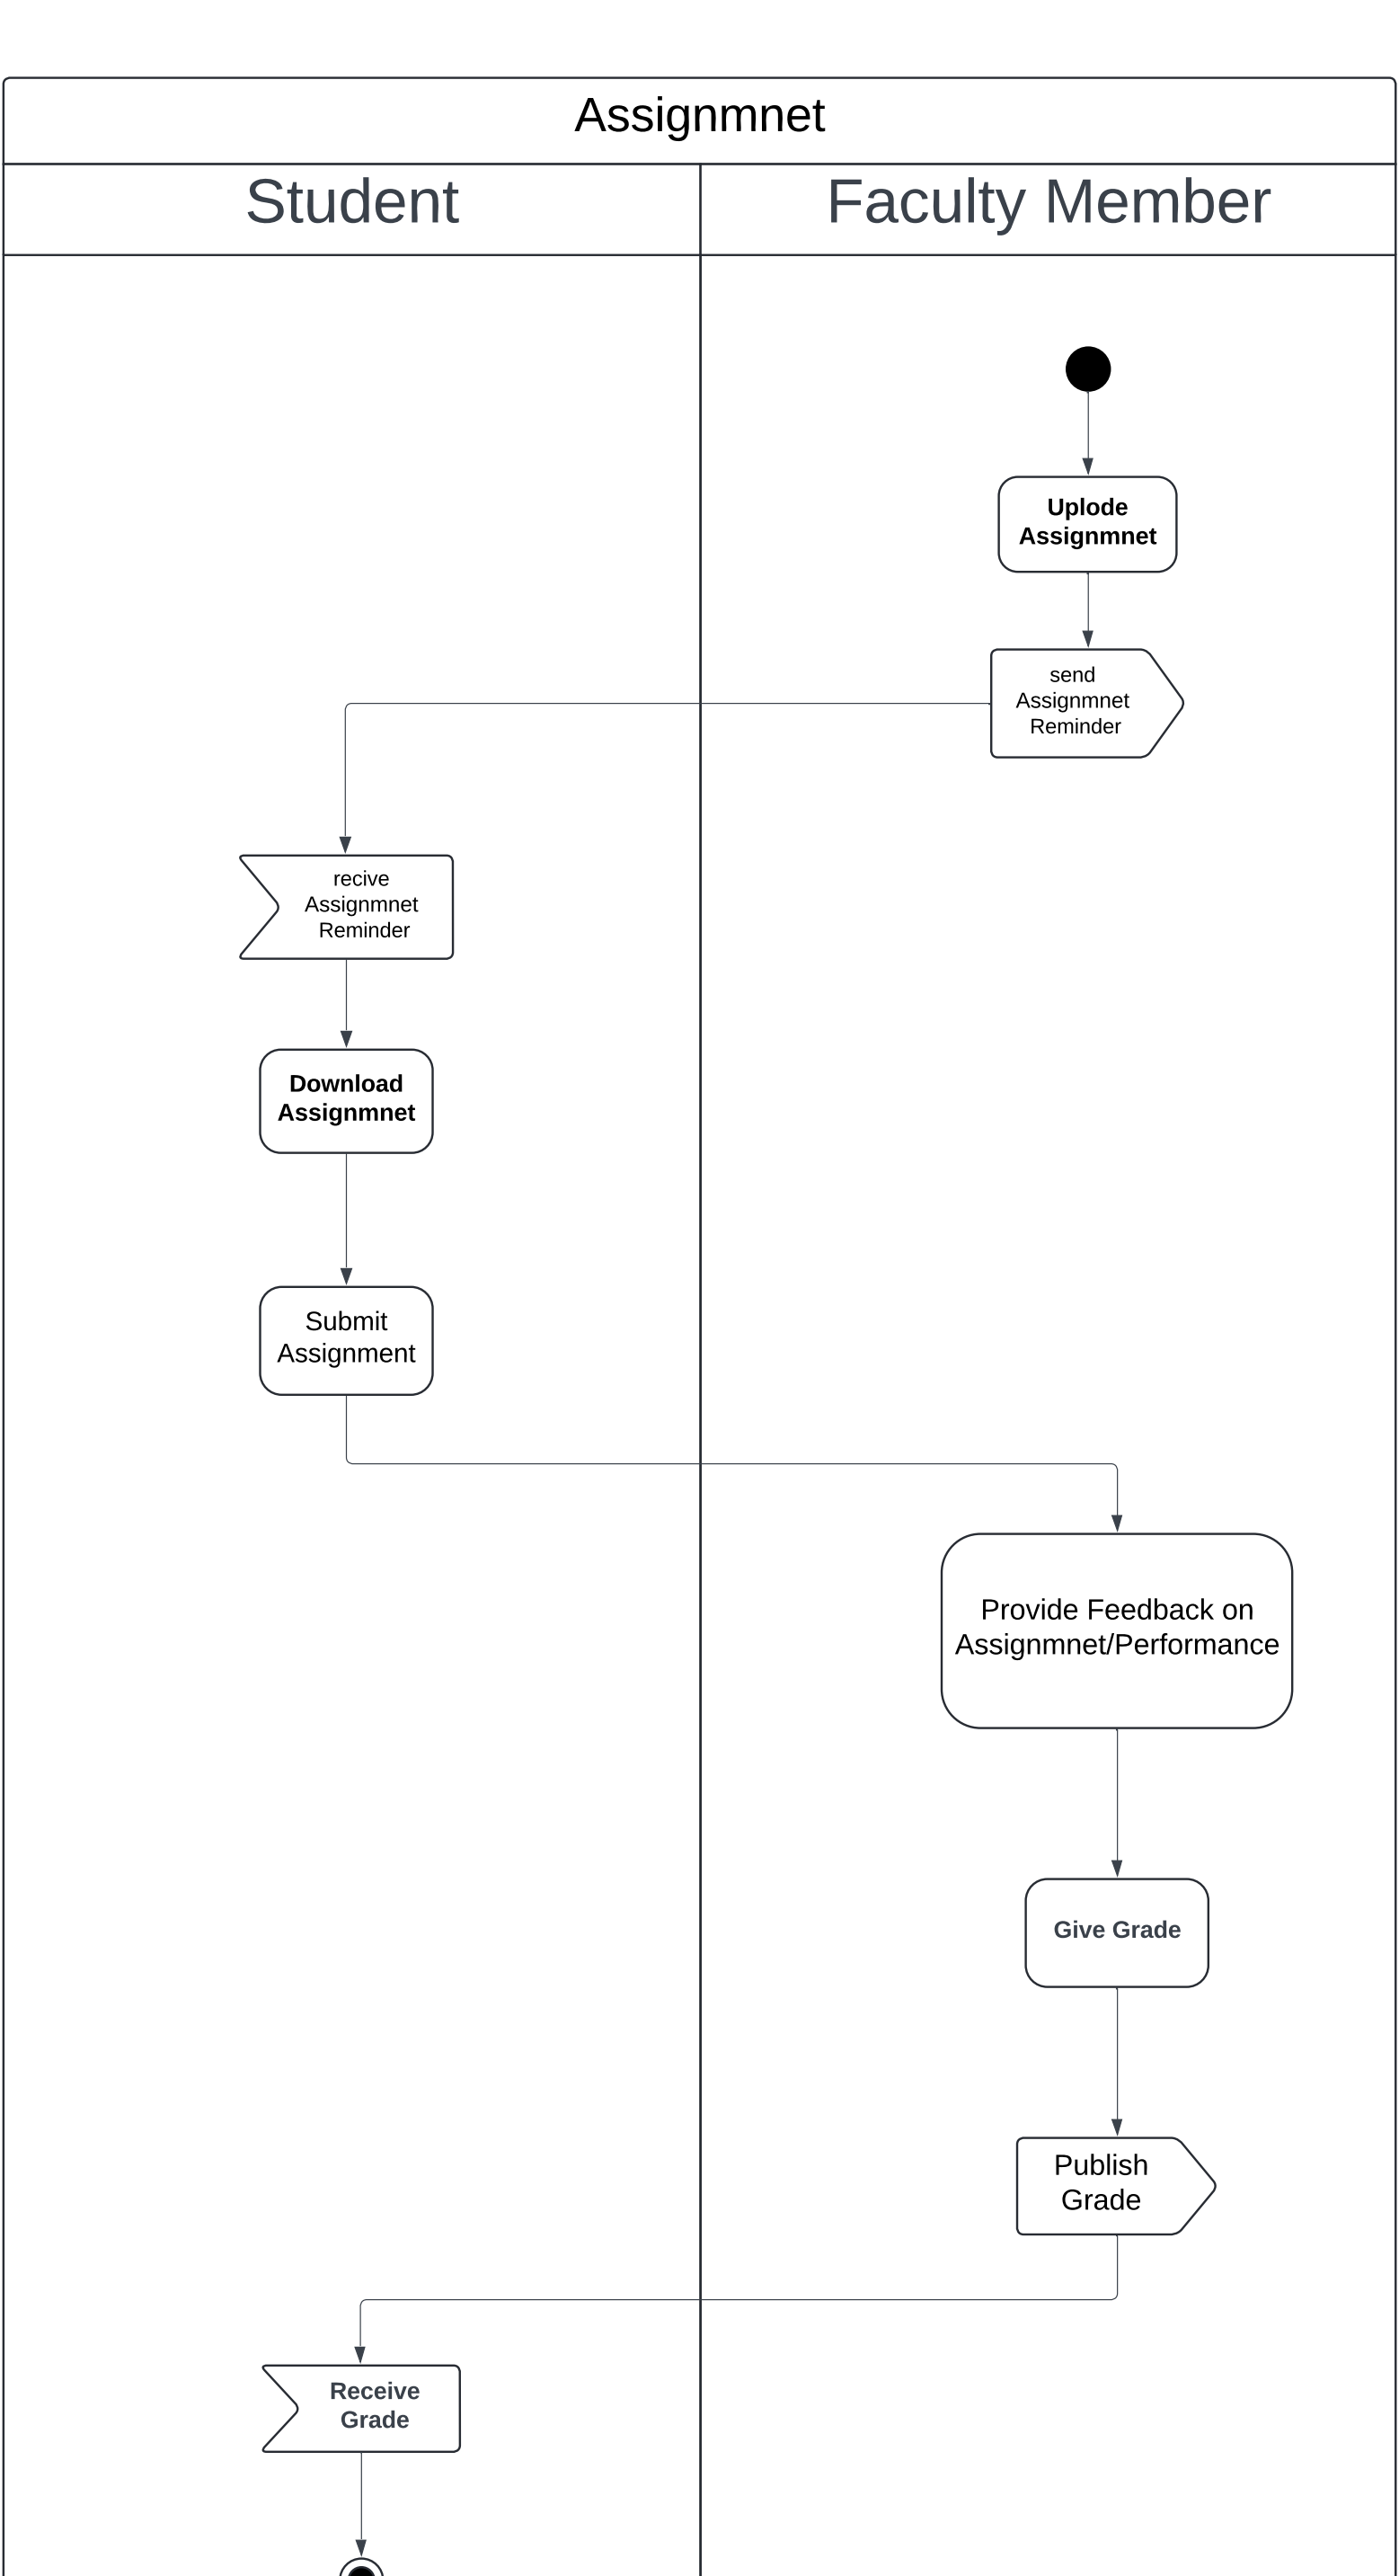 Assignmnet
Student
Faculty Member
Uplode
Assignmnet
send
Assignmnet
Reminder
recive
Assignmnet
Reminder
Download
Assignmnet
Submit
Assignment
Provide Feedback on
Assignmnet/Performance
Give Grade
Publish
Grade
Receive
Grade